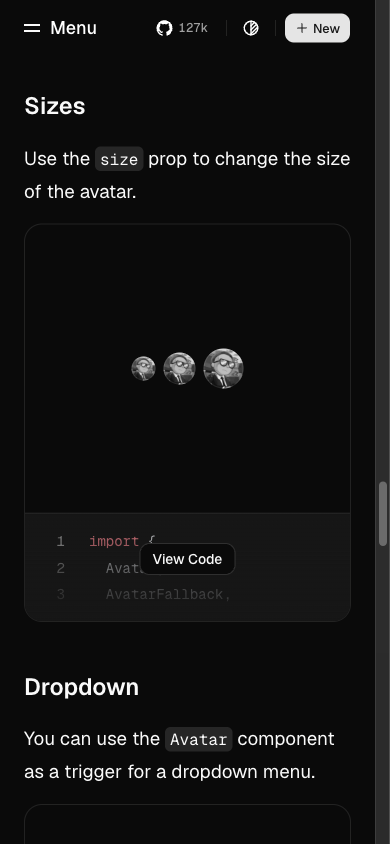 Menu
127k
+ New
Sizes
Use the size prop to change the size
of the avatar.
1 import {
2 Avat
3 AvatarFallback,
View Code
Dropdown
You can use the Avatar component
as a trigger for a dropdown menu.